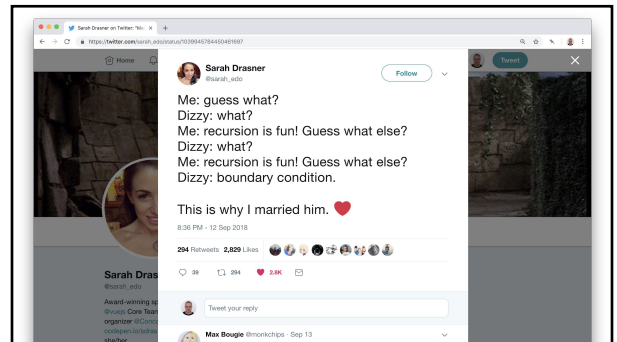 Sarah Drasner on Twitter: "Me:
https://twitter.com/sarah_edo/status/1039945784450461697
Home
Tweet
Sarah Drasner
@sarah_edo
Follow
Me: guess what?
Dizzy: what?
Me: recursion is fun! Guess what else?
Dizzy: what?
Me: recursion is fun! Guess what else?
Dizzy: boundary condition.
This is why I married him. ❤
8:36 PM - 12 Sep 2018
294 Retweets 2,829 Likes
39 294 2.8K
Tweet your reply
Max Bougie @monkchips · Sep 13
Sarah Dras
@sarah_edo
Award-winning sp
@vuejs Core Team
organizer @Conc
codepen.io/sdras
she/her